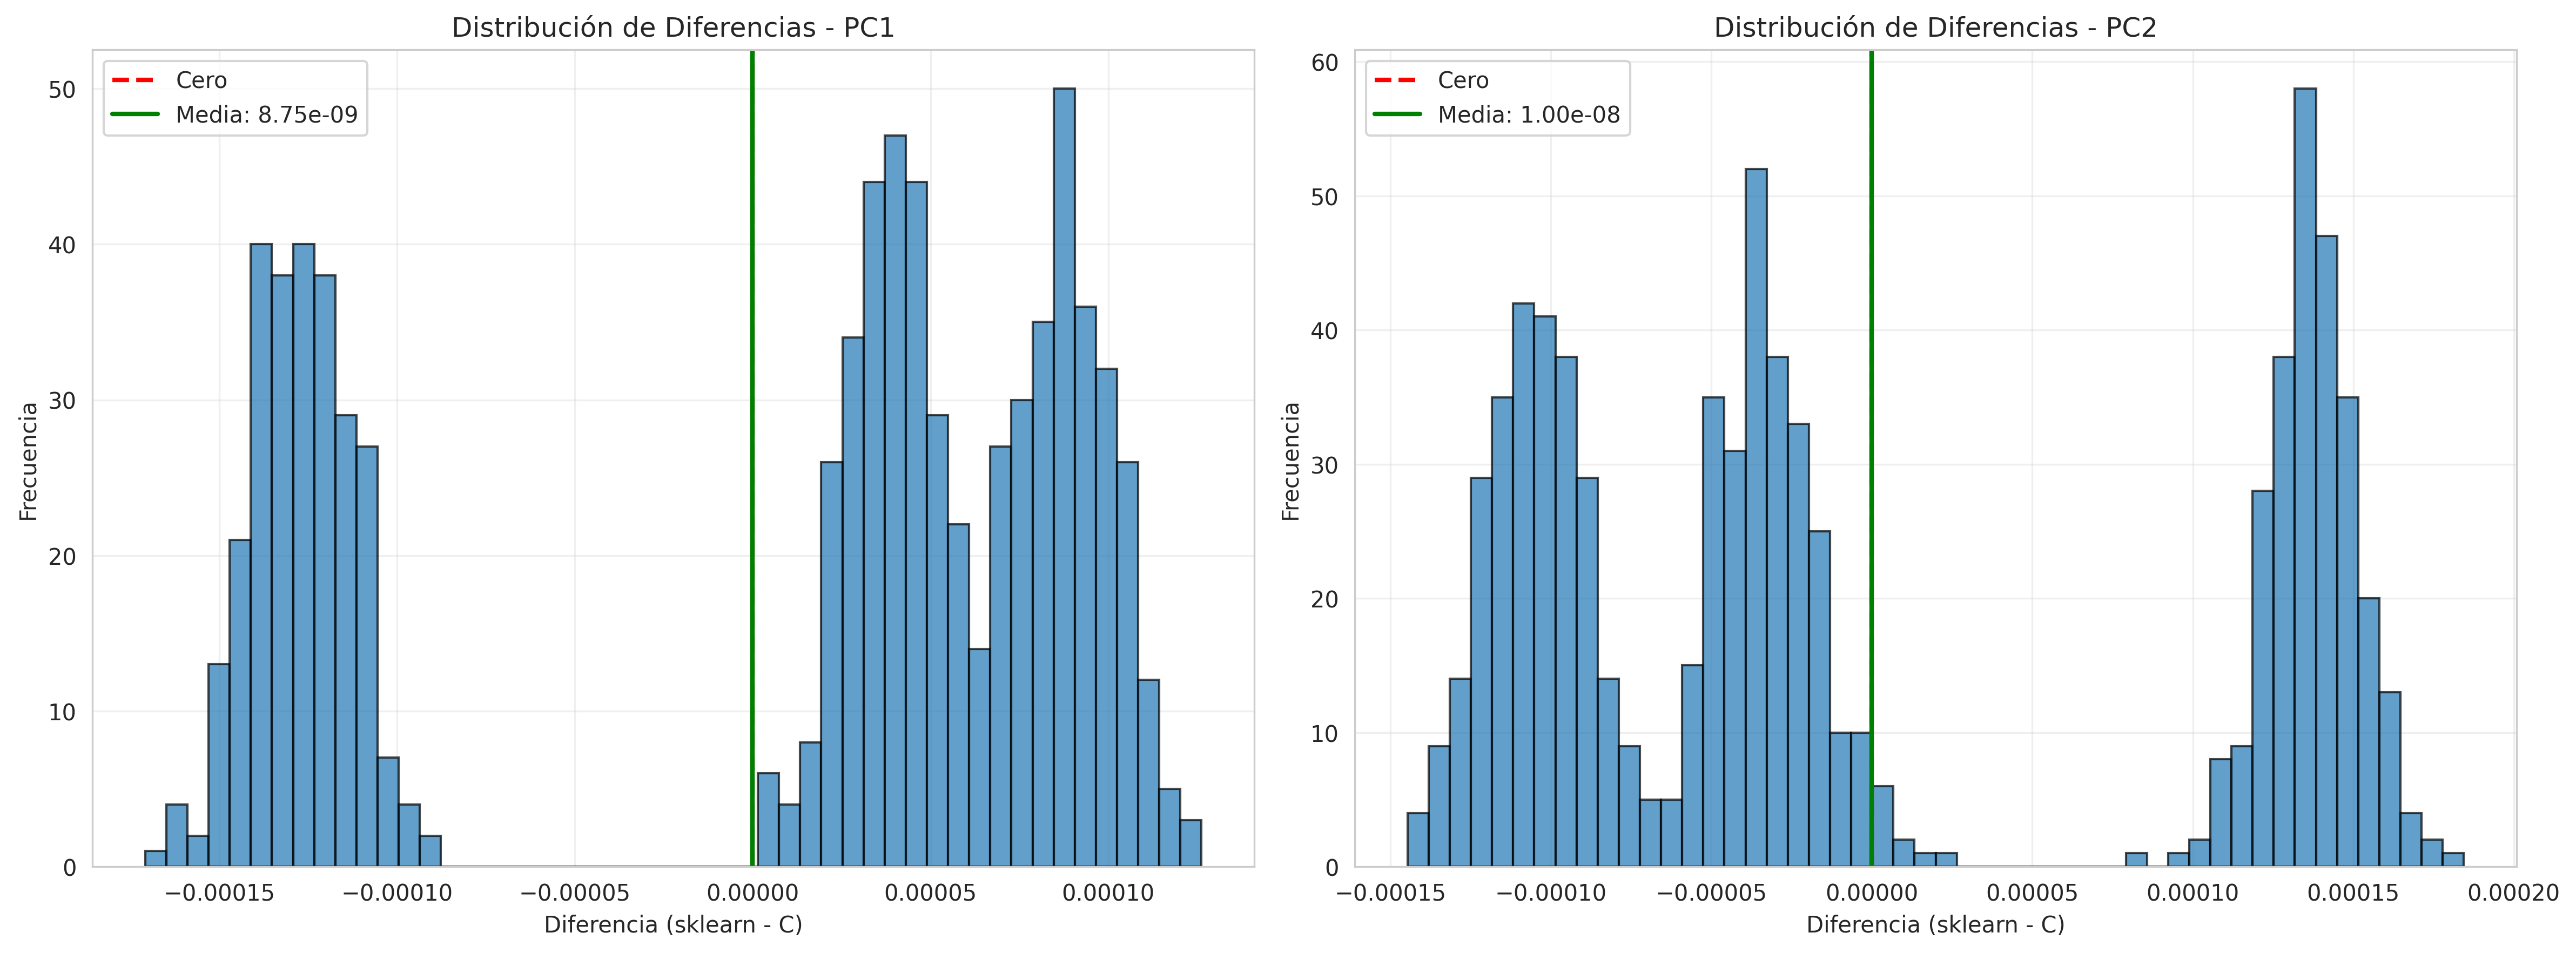 Distribución de Diferencias - PC1
Cero
Media: 8.75e-09
50
40
30
20
10
0
Frecuencia
−0.00015
−0.00010
−0.00005
0.00000
0.00005
0.00010
Diferencia (sklearn - C)
Distribución de Diferencias - PC2
Cero
Media: 1.00e-08
60
50
40
30
20
10
0
Frecuencia
−0.00015
−0.00010
−0.00005
0.00000
0.00005
0.00010
0.00015
0.00020
Diferencia (sklearn - C)